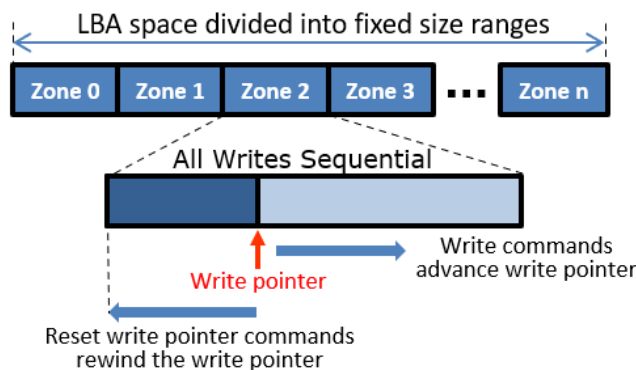 LBA space divided into fixed size ranges
Zone 0 Zone 1 Zone 2 Zone 3 ••• Zone n
All Writes Sequential
Write pointer
Write commands
advance write pointer
Reset write pointer commands
rewind the write pointer